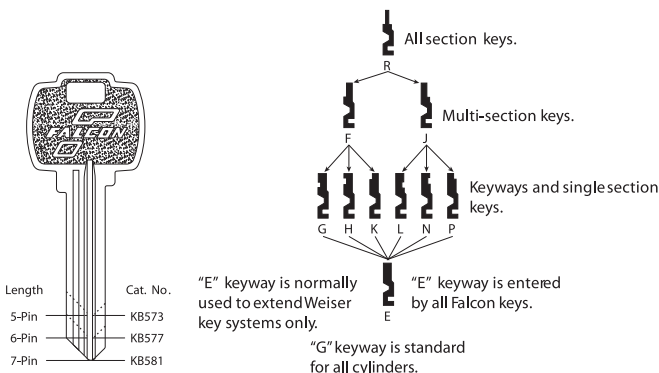 All section keys.
R
Multi-section keys.
F J
Keyways and single section
keys.
G H K L N P
FALCON
Length Cat. No.
5-Pin KB573
6-Pin KB577
7-Pin KB581
"E" keyway is normally
used to extend Weiser
key systems only.
E
"E" keyway is entered
by all Falcon keys.
"G" keyway is standard
for all cylinders.